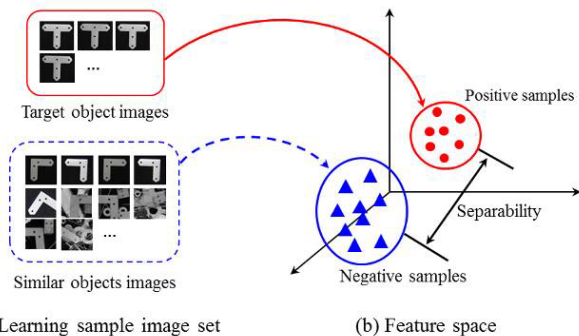 ...
Target object images
...
Similar objects images
Positive samples
Separability
Negative samples
Learning sample image set
(b) Feature space